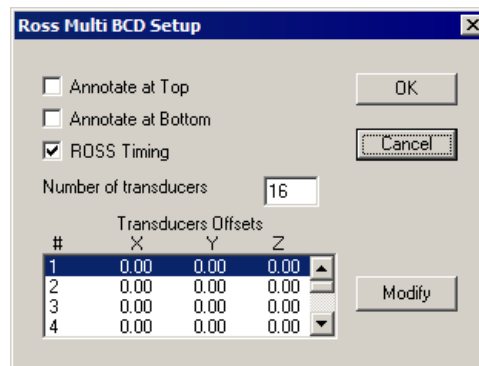 Ross Multi BCD Setup
Annotate at Top
OK
Annotate at Bottom
Cancel
ROSS Timing
Number of transducers 16
Transducers Offsets
# X Y Z
1 0.00 0.00 0.00
2 0.00 0.00 0.00
3 0.00 0.00 0.00
4 0.00 0.00 0.00
Modify